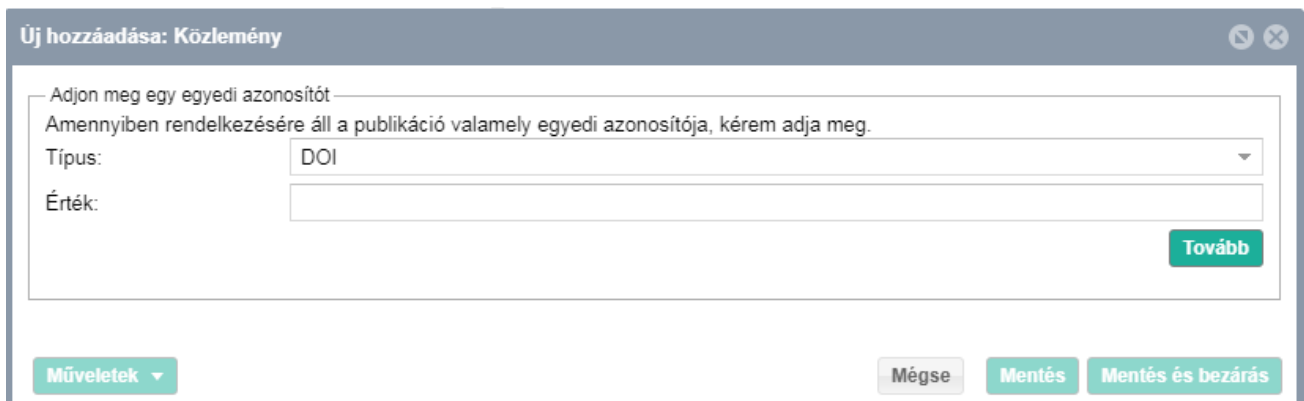 Új hozzáadása: Közlemény
Adjon meg egy egyedi azonosítót
Amennyiben rendelkezésére áll a publikáció valamely egyedi azonosítója, kérem adja meg.
Típus: DOI
Érték:
Tovább
Műveletek Mégse Mentés Mentés és bezárás